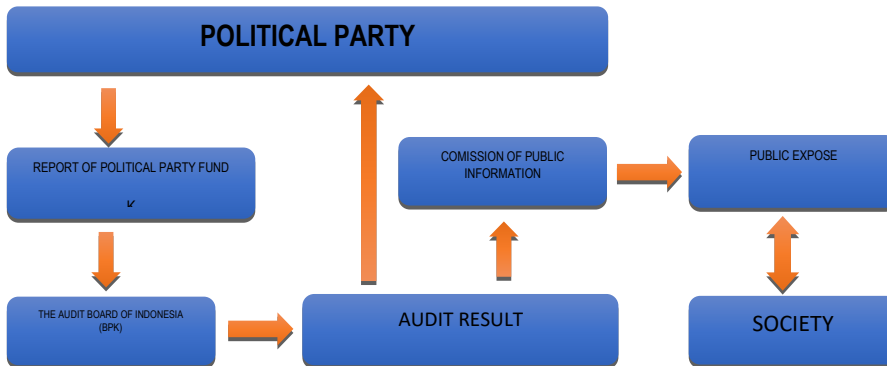 POLITICAL PARTY
REPORT OF POLITICAL PARTY FUND
K
COMISSION OF PUBLIC
INFORMATION
PUBLIC EXPOSE
THE AUDIT BOARD OF INDONESIA
(BPK)
AUDIT RESULT
SOCIETY